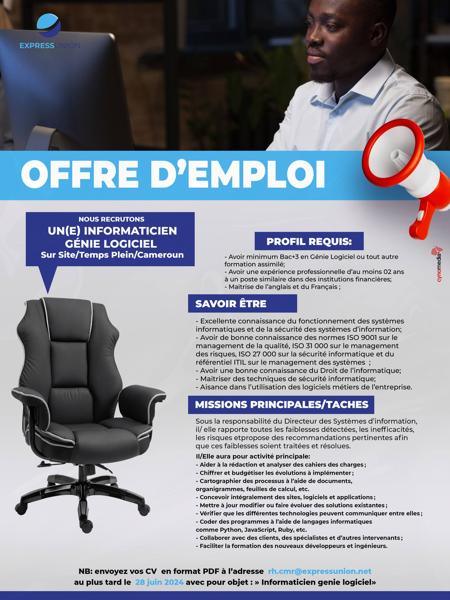 EXPRESS UNION
OFFRE D'EMPLOI
NOUS RECRUTONS
UN(E) INFORMATICIEN
GÉNIE LOGICIEL
Sur Site/Temps Plein/Cameroun
PROFIL REQUIS:
- Avoir minimum Bac+3 en Génie Logiciel ou tout autre
formation assimilé;
- Avoir une expérience professionnelle d'au moins 02 ans
à un poste similaire dans des institutions financières;
- Maitrise de l'anglais et du Français ;
cynomedia
SAVOIR ÊTRE
- Excellente connaissance du fonctionnement des systèmes
informatiques et de la sécurité des systèmes d'information;
- Avoir de bonne connaissance des normes ISO 9001 sur le
management de la qualité, ISO 31 000 sur le management
des risques, ISO 27 000 sur la sécurité informatique et du
référentiel ITIL sur le management des systèmes ;
- Avoir une bonne connaissance du Droit de l'informatique;
- Maitriser des techniques de sécurité informatique;
- Aisance dans l'utilisation des logiciels métiers de l'entreprise.
MISSIONS PRINCIPALES/TACHES
Sous la responsabilité du Directeur des Systèmes d'information,
il/ elle rapporte toutes les faiblesses détectées, les inefficacités,
les risques etpropose des recommandations pertinentes afin
que ces faiblesses soient traitées et résolues.
Il/Elle aura pour activité principale:
- Aider à la rédaction et analyser des cahiers des charges;
- Chiffrer et budgétiser les évolutions à implémenter ;
- Cartographier des processus à l'aide de documents,
organigrammes, feuilles de calcul, etc.
- Concevoir intégralement des sites, logiciels et applications ;
- Mettre à jour modifier ou faire évoluer des solutions existantes ;
- Vérifier que les différentes technologies peuvent communiquer entre elles ;
- Coder des programmes à l'aide de langages informatiques
comme Python, JavaScript, Ruby, etc.
- Collaborer avec des clients, des spécialistes et d'autres intervenants ;
- Faciliter la formation des nouveaux développeurs et ingénieurs.
NB: envoyez vos CV en format PDF à l'adresse rh.cmr@expressunion.net
au plus tard le 28 juin 2024 avec pour objet : » Informaticien genie logiciel»